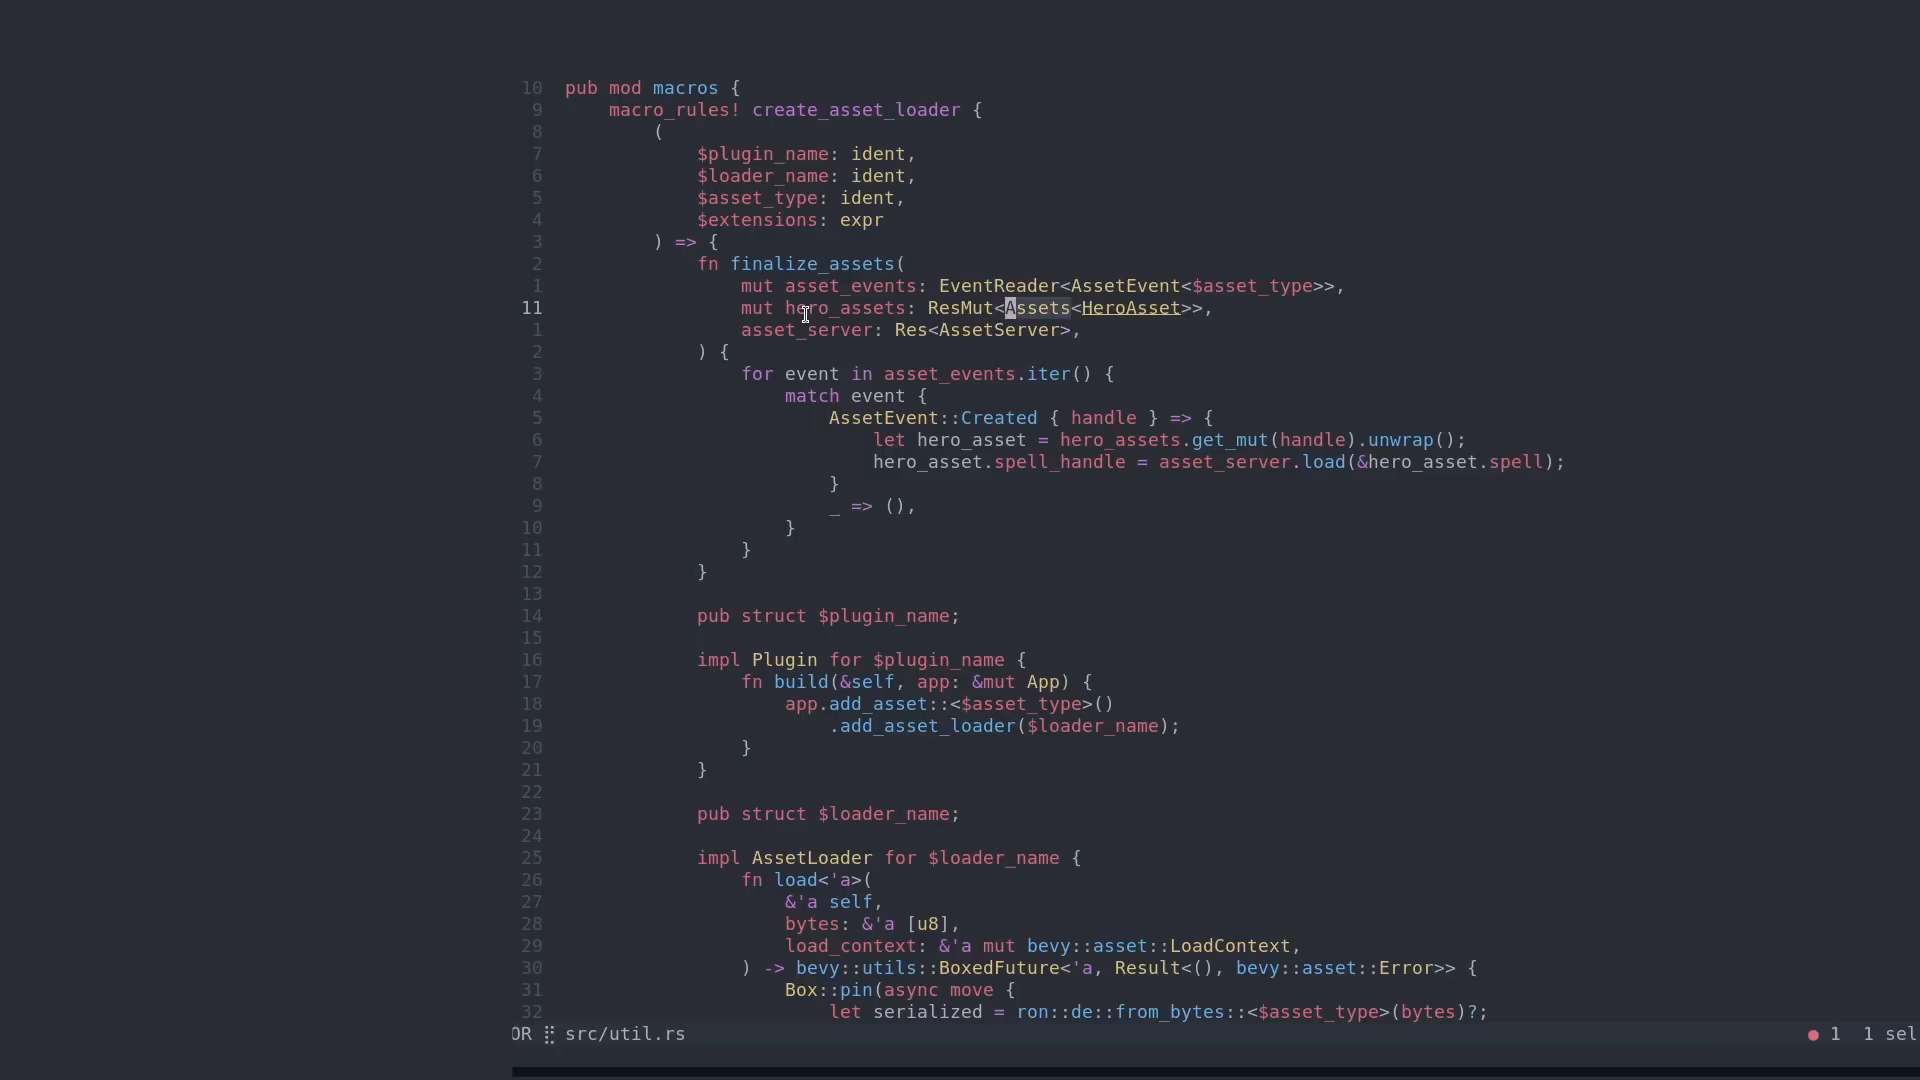 10 pub mod macros {
9 macro_rules! create_asset_loader {
8 (
7 $plugin_name: ident,
6 $loader_name: ident,
5 $asset_type: ident,
4 $extensions: expr
3 ) => {
2 fn finalize_assets(
1 mut asset_events: EventReader<AssetEvent<$asset_type>>,
11 mut hero_assets: ResMut<Assets<HeroAsset>>,
1 asset_server: Res<AssetServer>,
2 ) {
3 for event in asset_events.iter() {
4 match event {
5 AssetEvent::Created { handle } => {
6 let hero_asset = hero_assets.get_mut(handle).unwrap();
7 hero_asset.spell_handle = asset_server.load(&hero_asset.spell);
8 }
9 _ => (),
10 }
11 }
12 }
13
14 pub struct $plugin_name;
15
16 impl Plugin for $plugin_name {
17 fn build(&self, app: &mut App) {
18 app.add_asset::<$asset_type>()
19 .add_asset_loader($loader_name);
20 }
21 }
22
23 pub struct $loader_name;
24
25 impl AssetLoader for $loader_name {
26 fn load<'a>(
27 &'a self,
28 bytes: &'a [u8],
29 load_context: &'a mut bevy::asset::LoadContext,
30 ) -> bevy::utils::BoxedFuture<'a, Result<(), bevy::asset::Error>> {
31 Box::pin(async move {
32 let serialized = ron::de::from_bytes::<$asset_type>(bytes)?;
OR ⣿ src/util.rs ● 1 1 sel